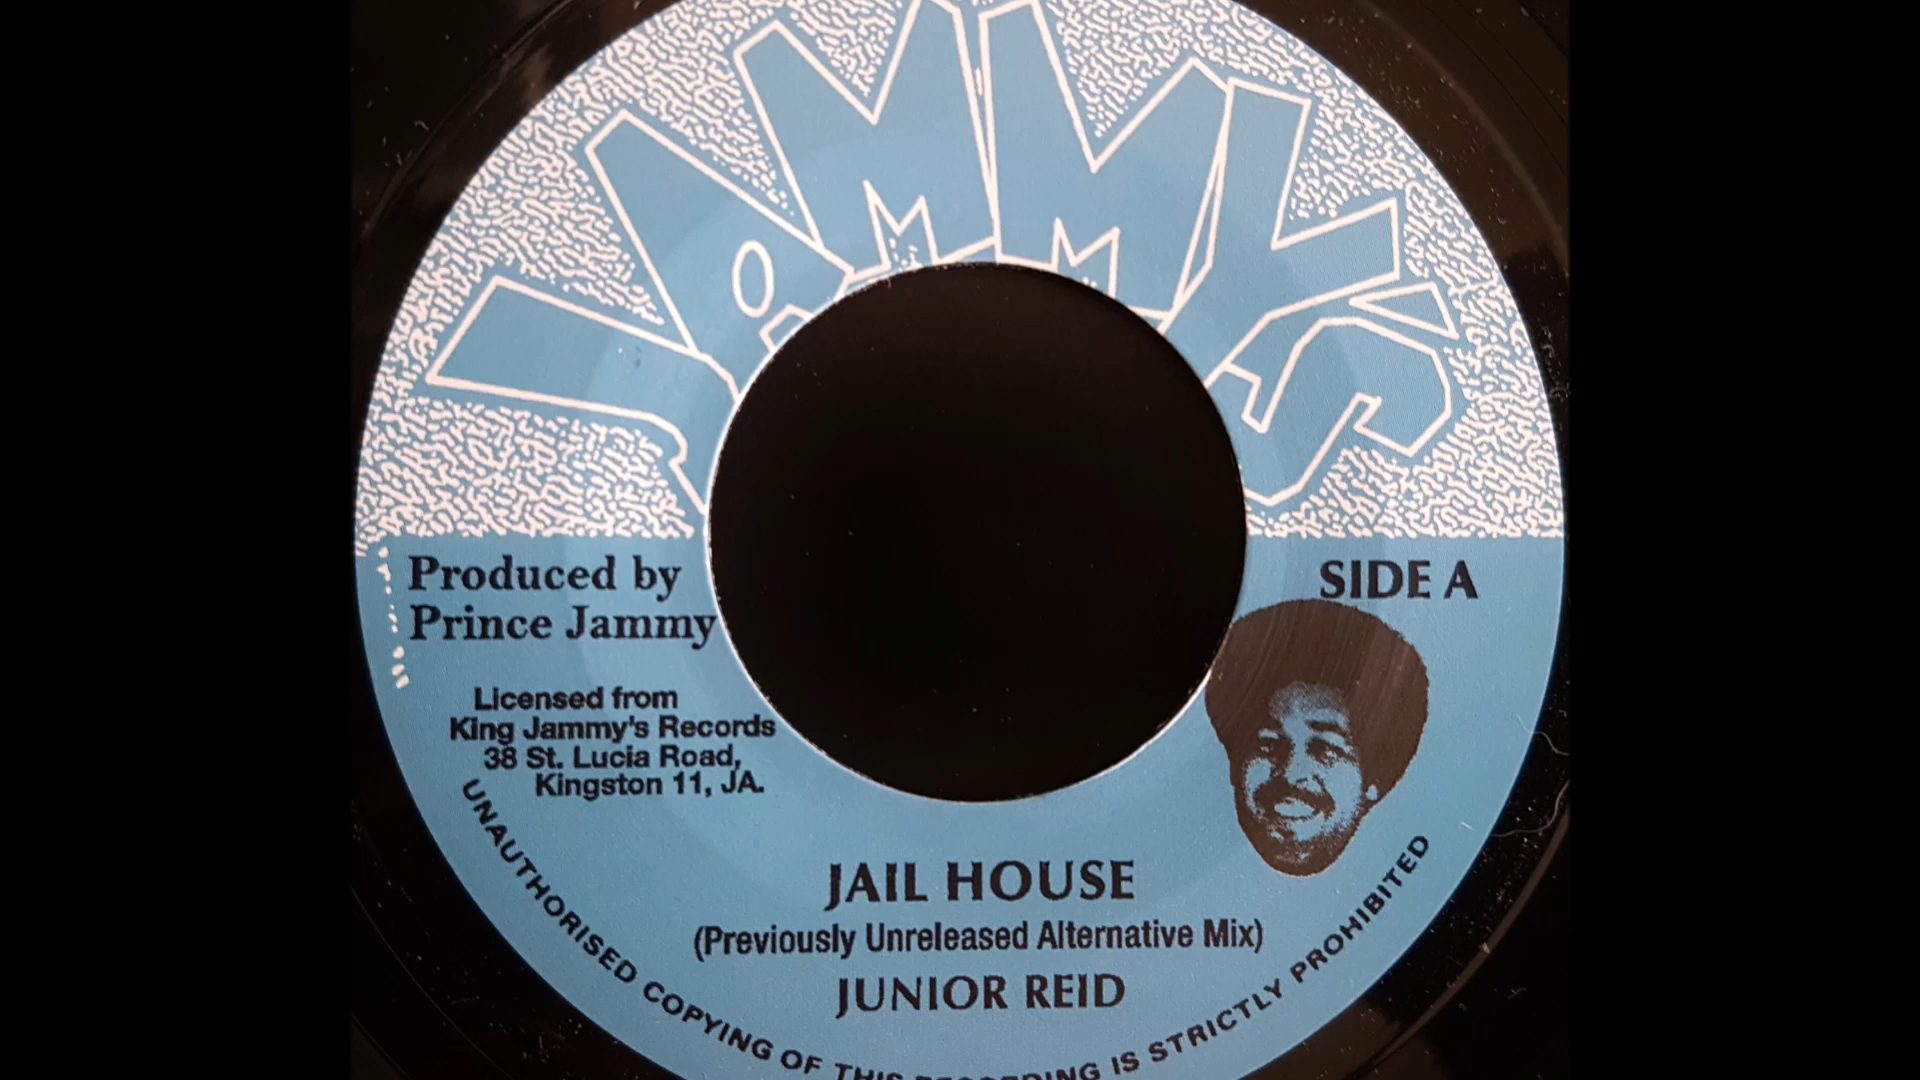 JAMMY'S
Produced by
Prince Jammy
SIDE A
Licensed from
King Jammy's Records
38 St. Lucia Road,
Kingston 11, JA.
JAIL HOUSE
(Previously Unreleased Alternative Mix)
JUNIOR REID
UNAUTHORISED COPYING OF THIS RECORDING IS STRICTLY PROHIBITED